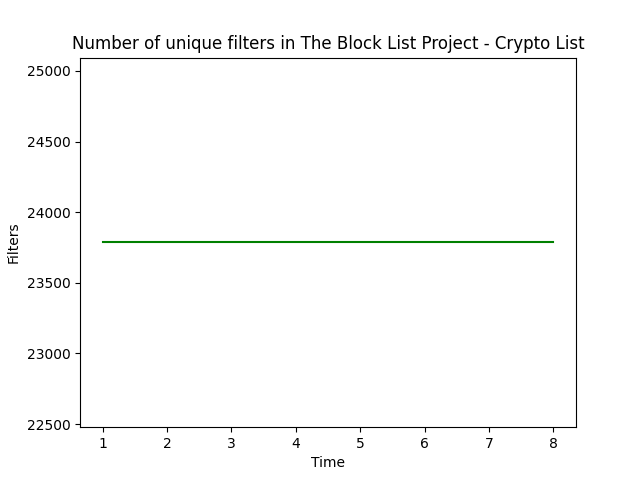 Number of unique filters in The Block List Project - Crypto List
25000
24500
24000
23500
23000
22500
Filters
1 2 3 4 5 6 7 8
Time